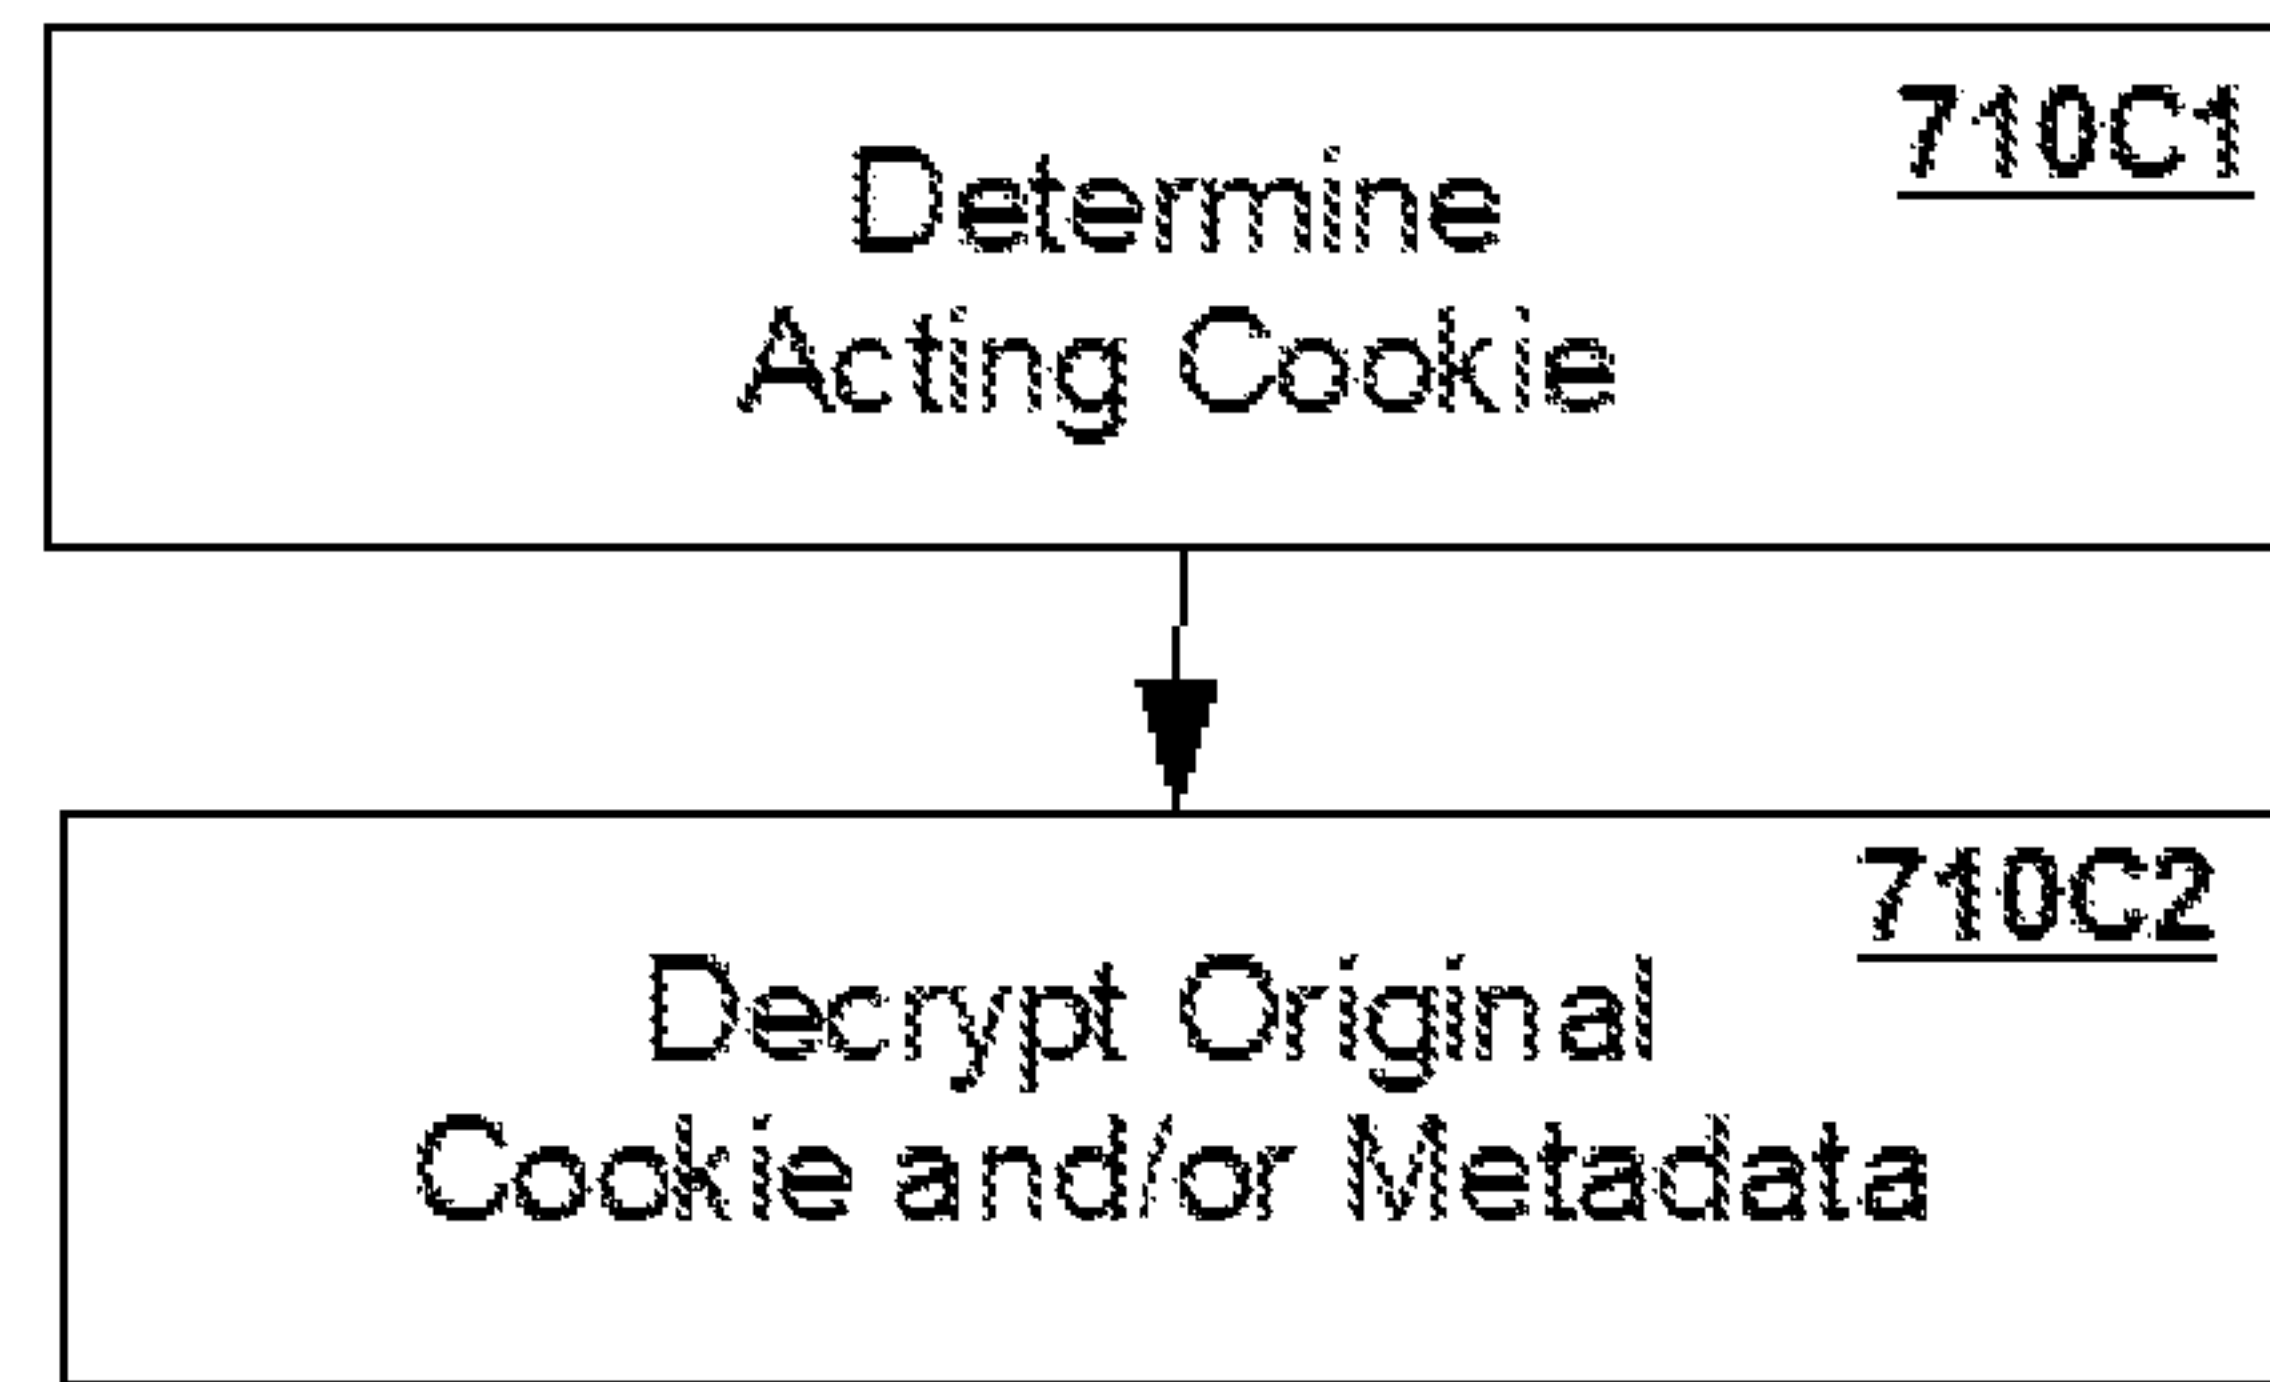 710C1
Determine
Acting Cookie
710C2
Decrypt Original
Cookie and/or Metadata